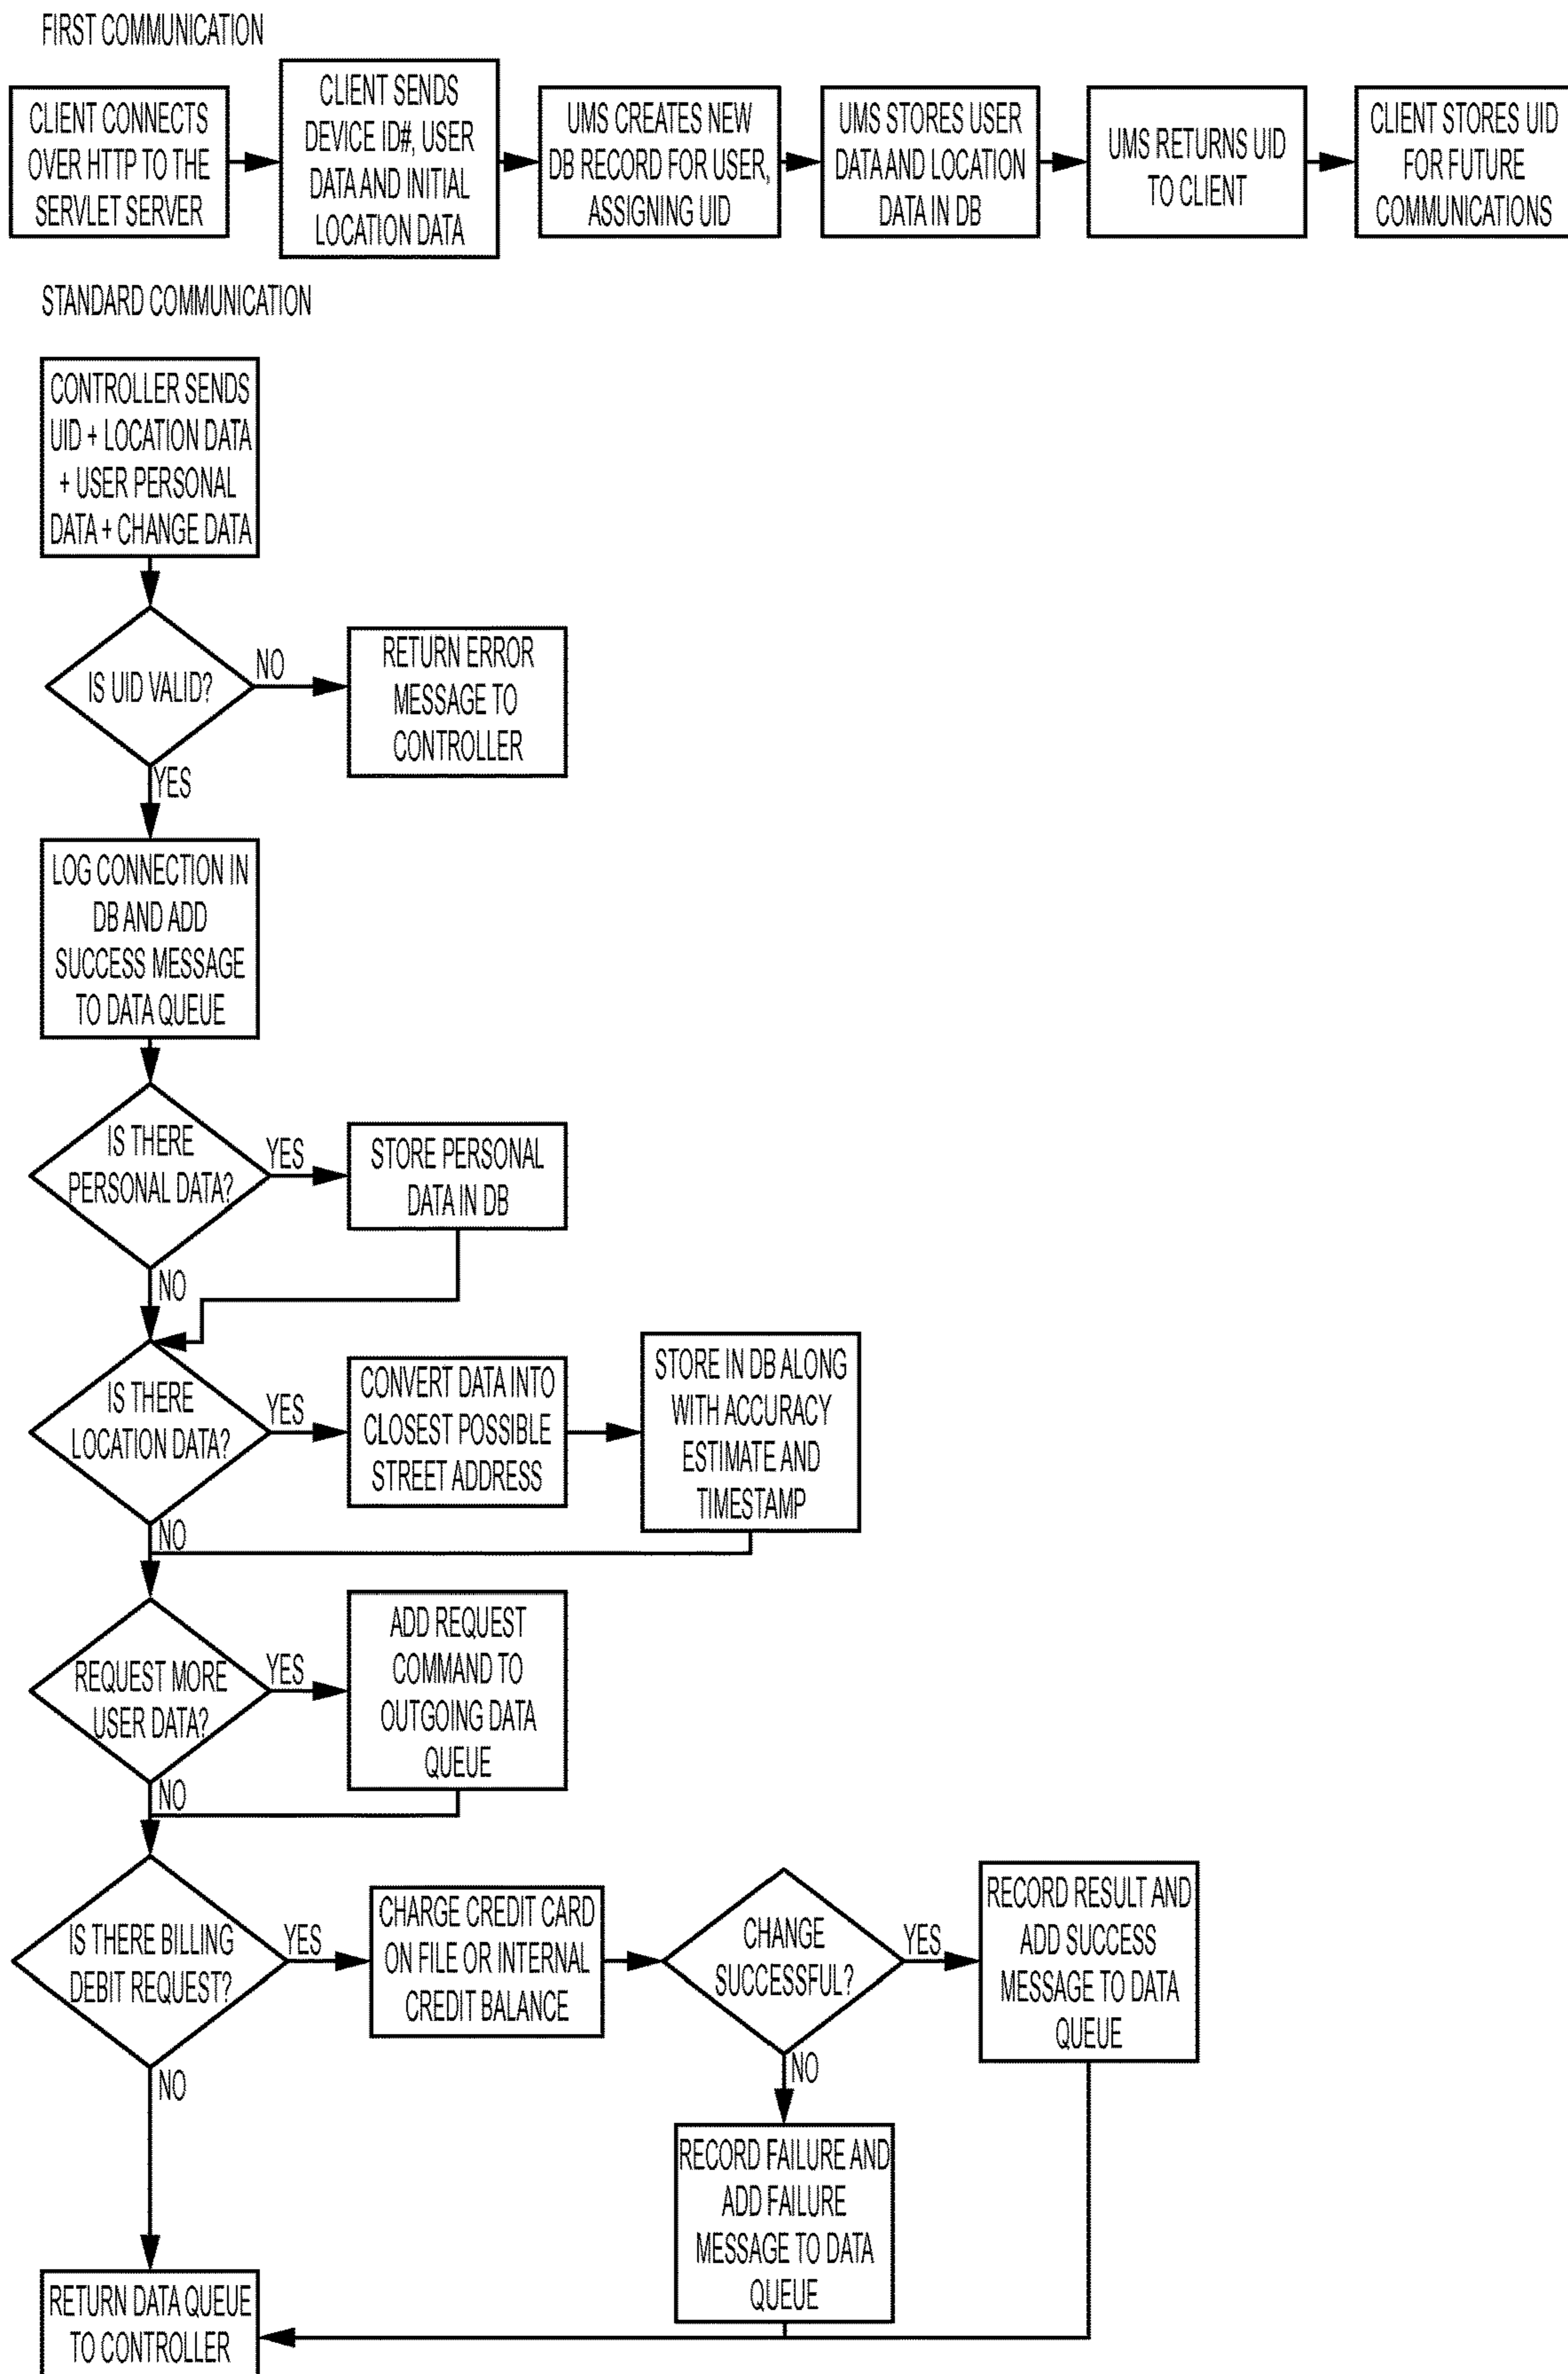 FIRST COMMUNICATION
CLIENT CONNECTS
OVER HTTP TO THE
SERVLET SERVER
CLIENT SENDS
DEVICE ID#, USER
DATA AND INITIAL
LOCATION DATA
UMS CREATES NEW
DB RECORD FOR USER,
ASSIGNING UID
UMS STORES USER
DATA AND LOCATION
DATA IN DB
UMS RETURNS UID
TO CLIENT
CLIENT STORES UID
FOR FUTURE
COMMUNICATIONS
STANDARD COMMUNICATION
CONTROLLER SENDS
UID + LOCATION DATA
+ USER PERSONAL
DATA + CHANGE DATA
IS UID VALID?
NO
RETURN ERROR
MESSAGE TO
CONTROLLER
YES
LOG CONNECTION IN
DB AND ADD
SUCCESS MESSAGE
TO DATA QUEUE
IS THERE
PERSONAL DATA?
YES
STORE PERSONAL
DATA IN DB
NO
IS THERE
LOCATION DATA?
YES
CONVERT DATA INTO
CLOSEST POSSIBLE
STREET ADDRESS
STORE IN DB ALONG
WITH ACCURACY
ESTIMATE AND
TIMESTAMP
NO
REQUEST MORE
USER DATA?
YES
ADD REQUEST
COMMAND TO
OUTGOING DATA
QUEUE
NO
IS THERE BILLING
DEBIT REQUEST?
YES
CHARGE CREDIT CARD
ON FILE OR INTERNAL
CREDIT BALANCE
CHANGE
SUCCESSFUL?
YES
RECORD RESULT AND
ADD SUCCESS
MESSAGE TO DATA
QUEUE
NO
NO
RECORD FAILURE AND
ADD FAILURE
MESSAGE TO DATA
QUEUE
RETURN DATA QUEUE
TO CONTROLLER